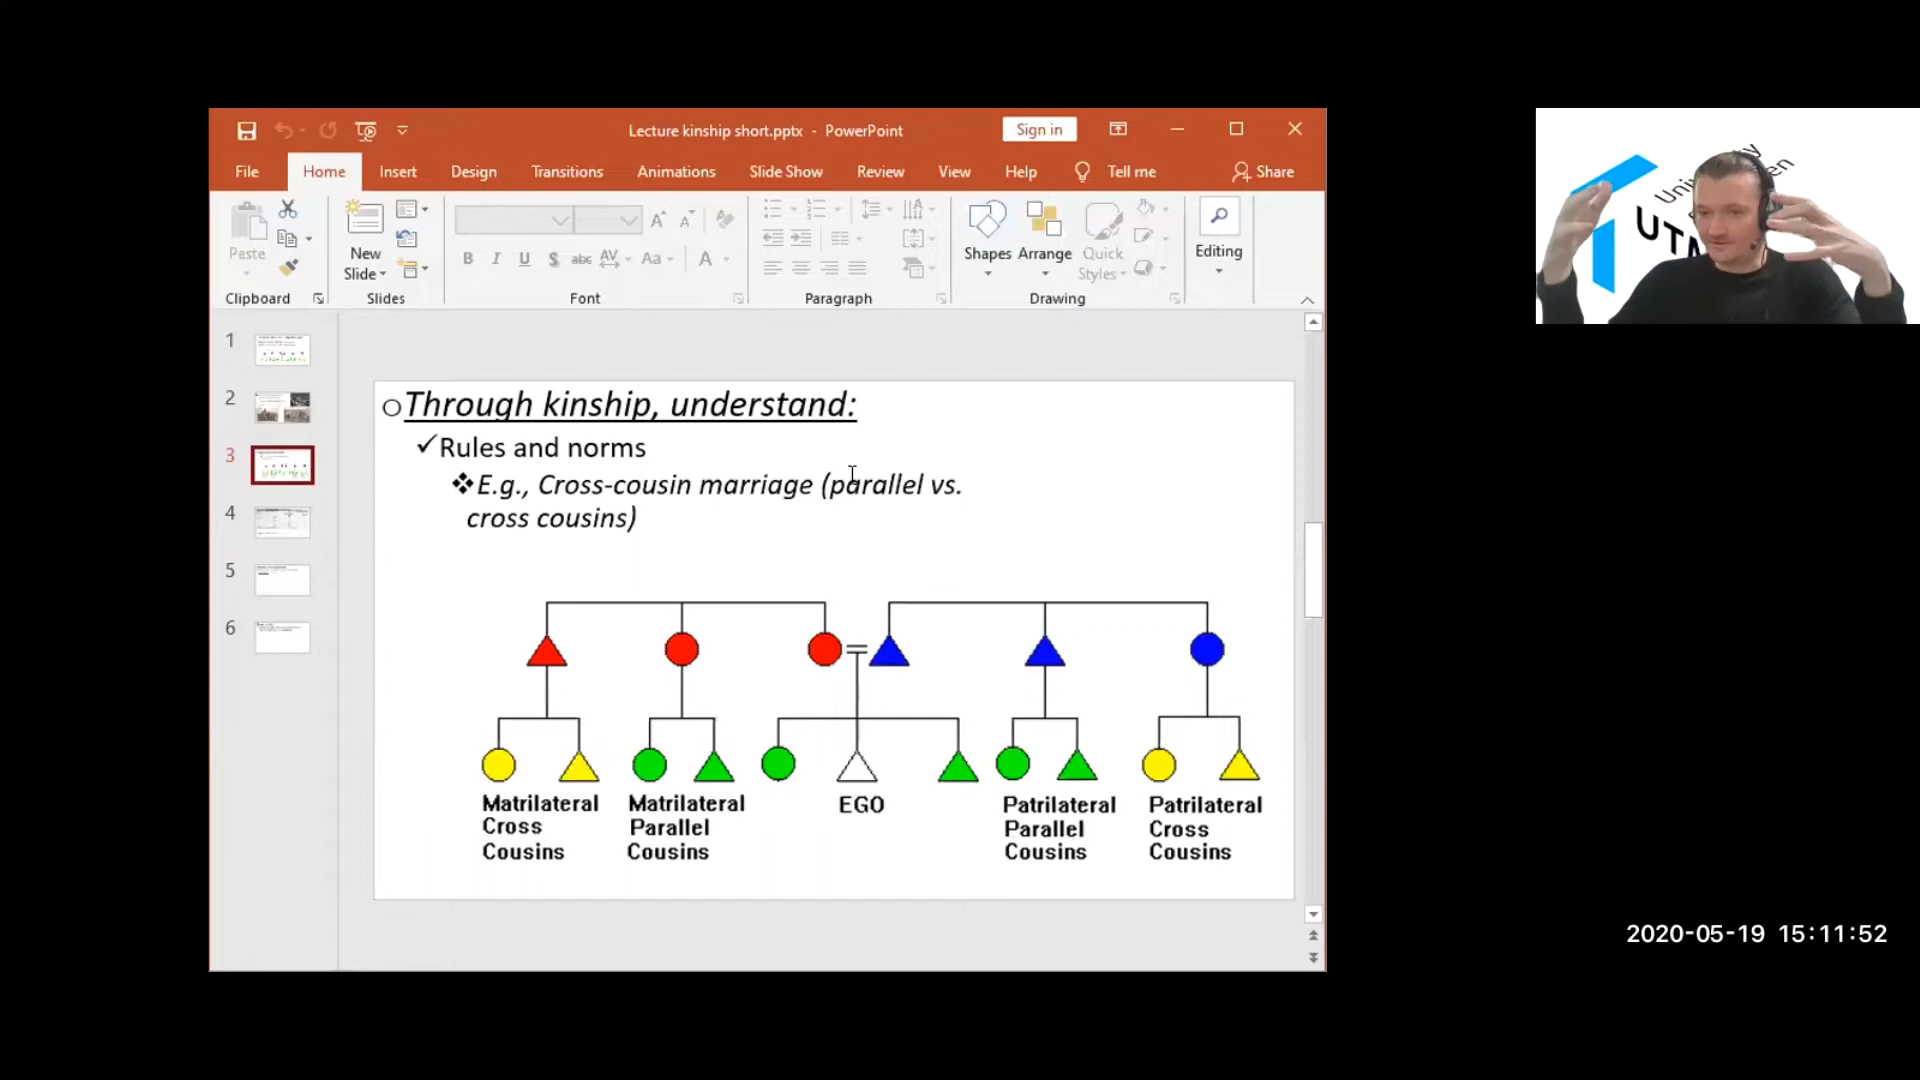 Lecture kinship short.pptx - PowerPoint
Sign in
File Home Insert Design Transitions Animations Slide Show Review View Help Tell me Share
Paste
New
Slide
B I U S abc AV Aa A
Shapes Arrange Quick
Styles
Editing
Clipboard Slides Font Paragraph Drawing
1
2
3
4
5
6
Through kinship, understand:
Rules and norms
E.g., Cross-cousin marriage (parallel vs.
cross cousins)
Matrilateral
Cross
Cousins
Matrilateral
Parallel
Cousins
EGO
Patrilateral
Parallel
Cousins
Patrilateral
Cross
Cousins
2020-05-19 15:11:52